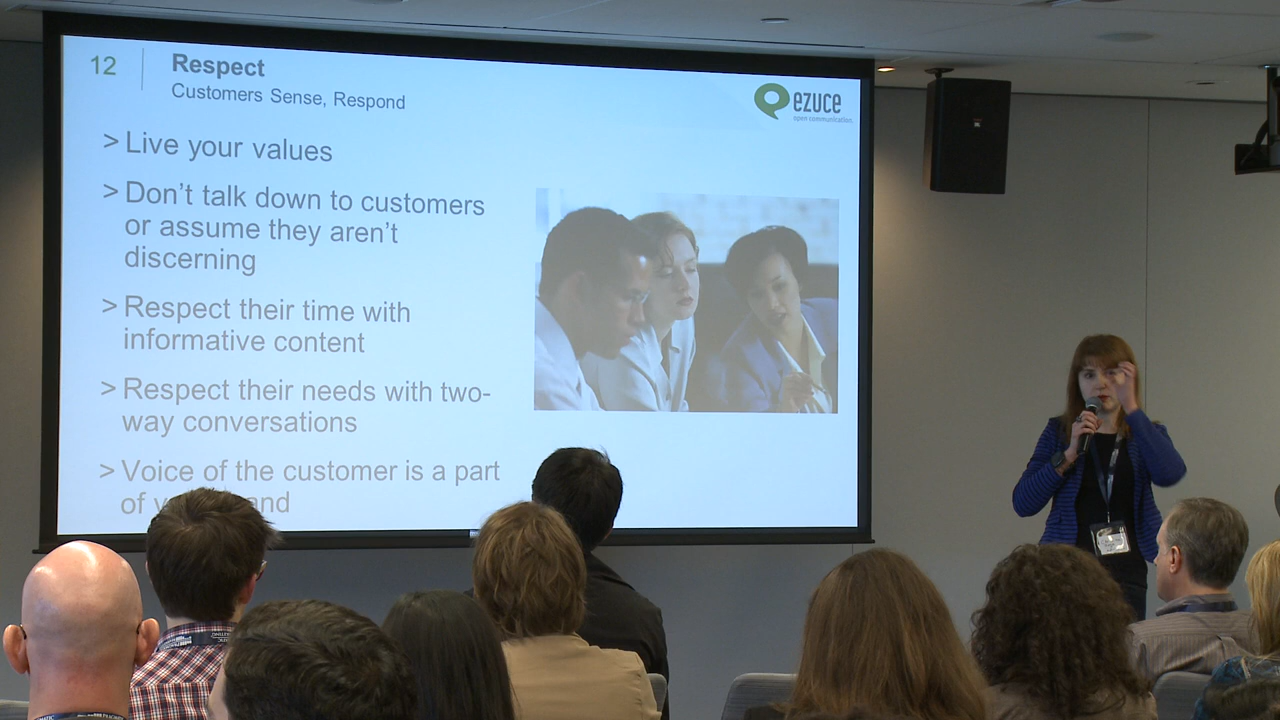 12
Respect
Customers Sense, Respond
ezuce
open communication
> Live your values
> Don't talk down to customers
or assume they aren't
discerning
> Respect their time with
informative content
> Respect their needs with two-
way conversations
> Voice of the customer is a part
of